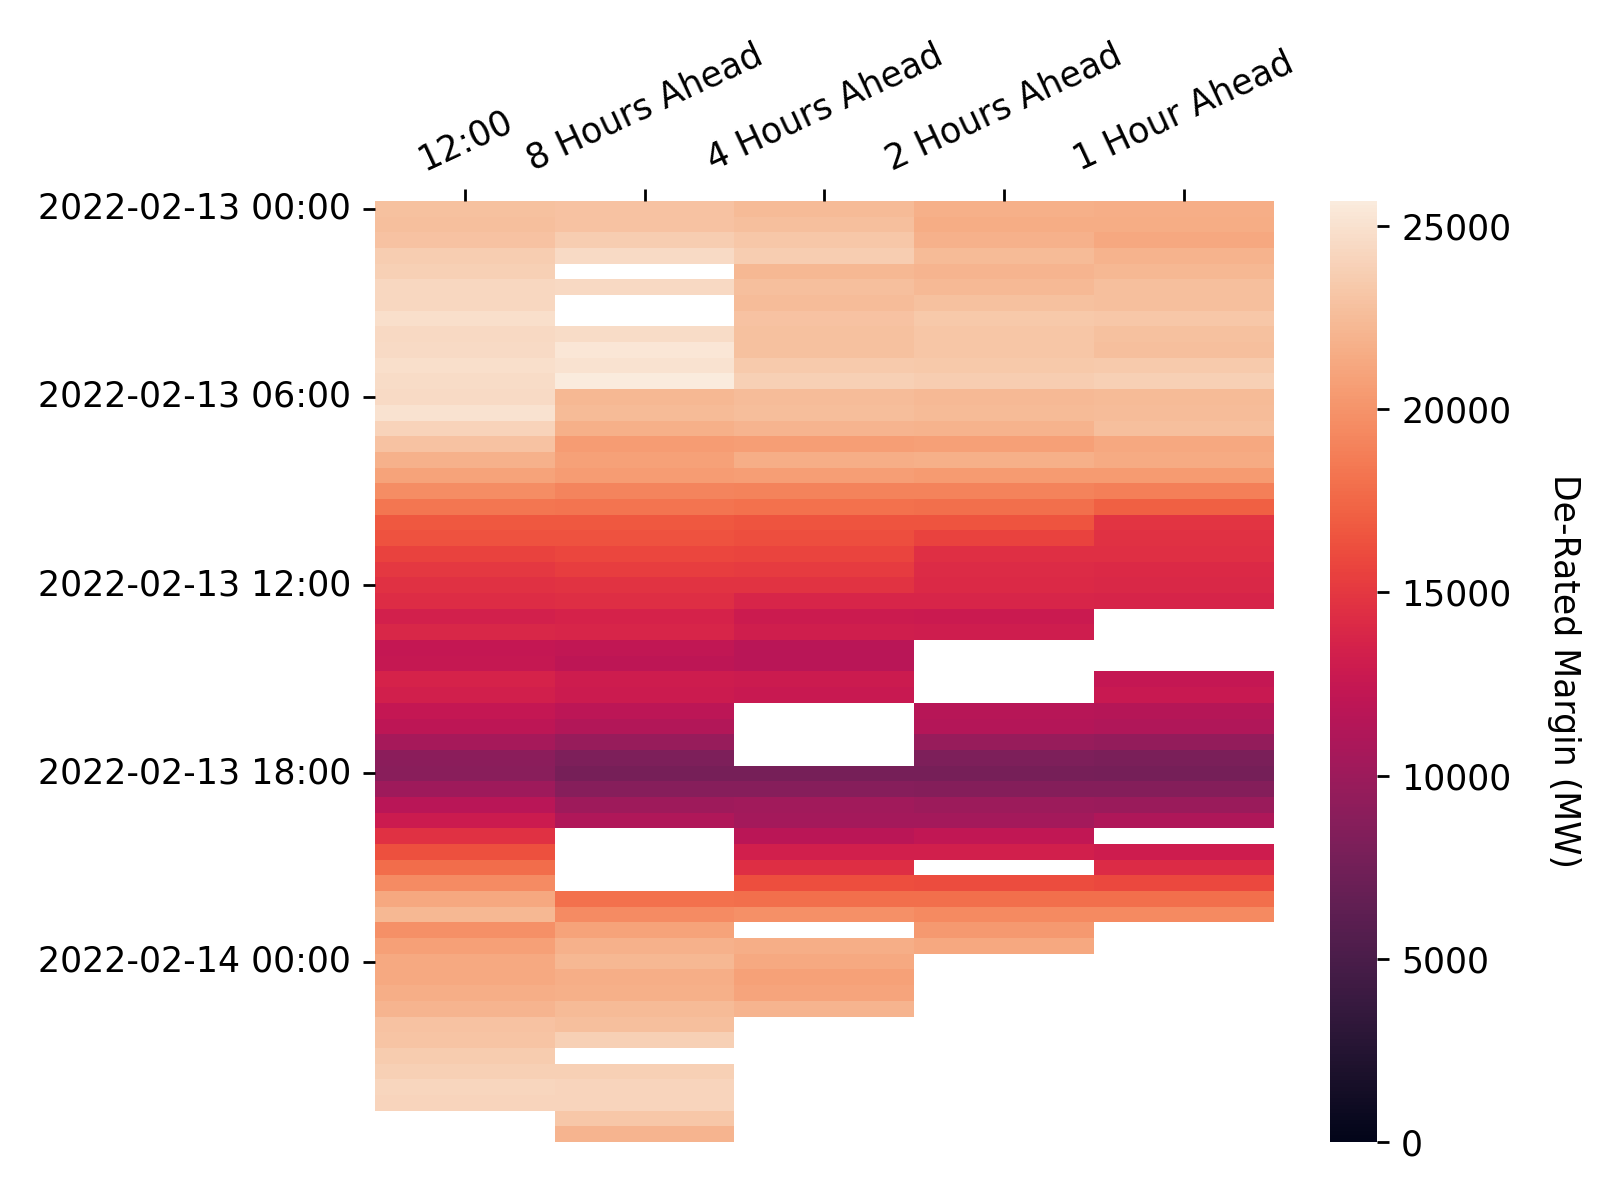 12:00
8 Hours Ahead
4 Hours Ahead
2 Hours Ahead
1 Hour Ahead
2022-02-13 00:00
2022-02-13 06:00
2022-02-13 12:00
2022-02-13 18:00
2022-02-14 00:00
25000
20000
15000
10000
5000
0
De-Rated Margin (MW)